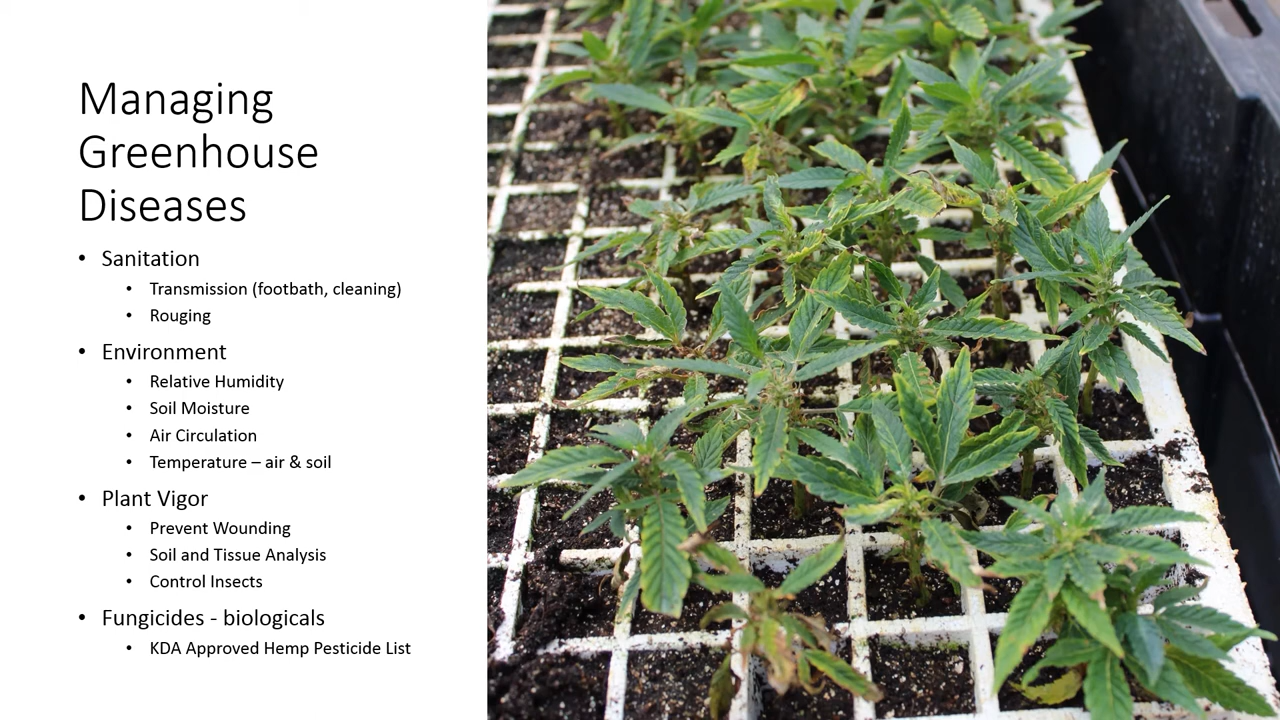 Managing
Greenhouse
Diseases
• Sanitation
• Transmission (footbath, cleaning)
• Rouging
• Environment
• Relative Humidity
• Soil Moisture
• Air Circulation
• Temperature – air & soil
• Plant Vigor
• Prevent Wounding
• Soil and Tissue Analysis
• Control Insects
• Fungicides - biologicals
• KDA Approved Hemp Pesticide List